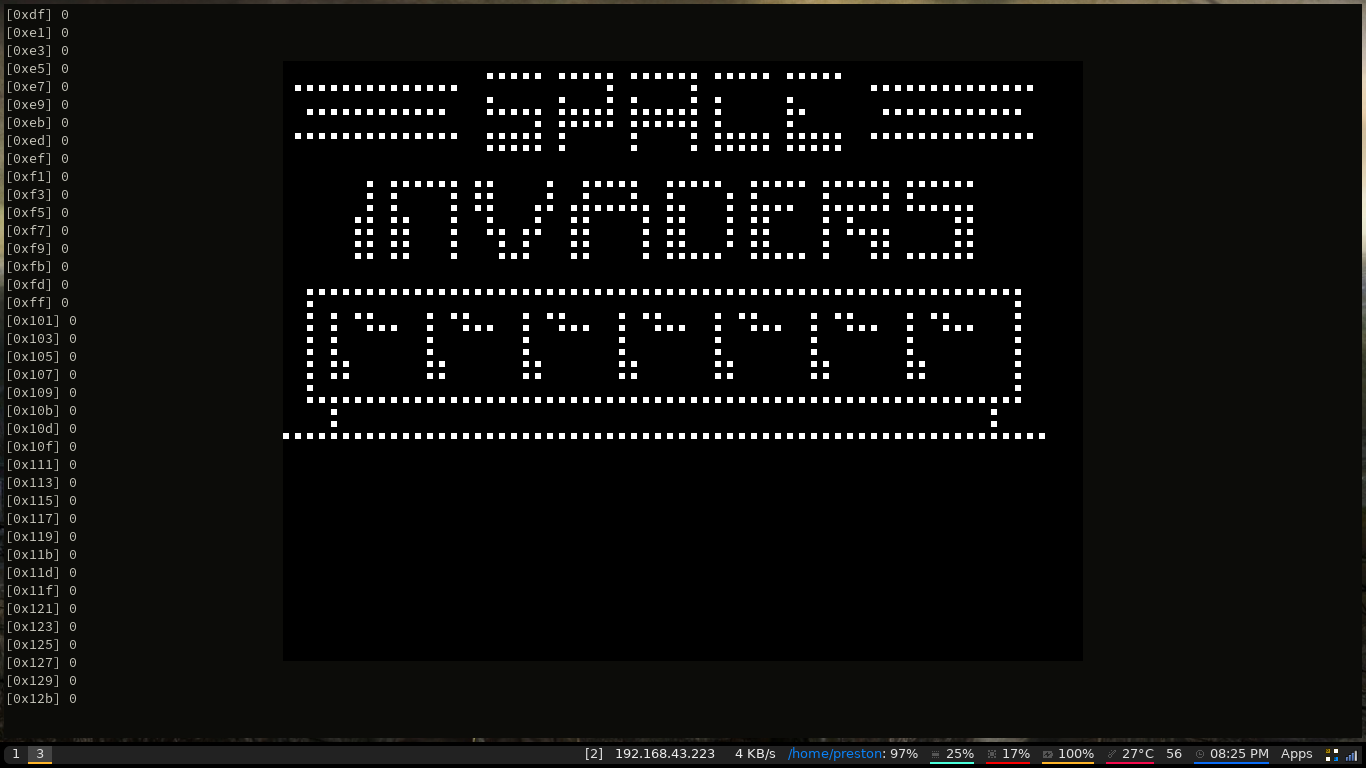 [0xdf] 0
[0xe1] 0
[0xe3] 0
[0xe5] 0
[0xe7] 0
[0xe9] 0
[0xeb] 0
[0xed] 0
[0xef] 0
[0xf1] 0
[0xf3] 0
[0xf5] 0
[0xf7] 0
[0xf9] 0
[0xfb] 0
[0xfd] 0
[0xff] 0
[0x101] 0
[0x103] 0
[0x105] 0
[0x107] 0
[0x109] 0
[0x10b] 0
[0x10d] 0
[0x10f] 0
[0x111] 0
[0x113] 0
[0x115] 0
[0x117] 0
[0x119] 0
[0x11b] 0
[0x11d] 0
[0x11f] 0
[0x121] 0
[0x123] 0
[0x125] 0
[0x127] 0
[0x129] 0
[0x12b] 0
SPACE
INVADERS
1 3 [2] 192.168.43.223 4 KB/s /home/preston: 97% 25% 17% 100% 27°C 56 08:25 PM Apps